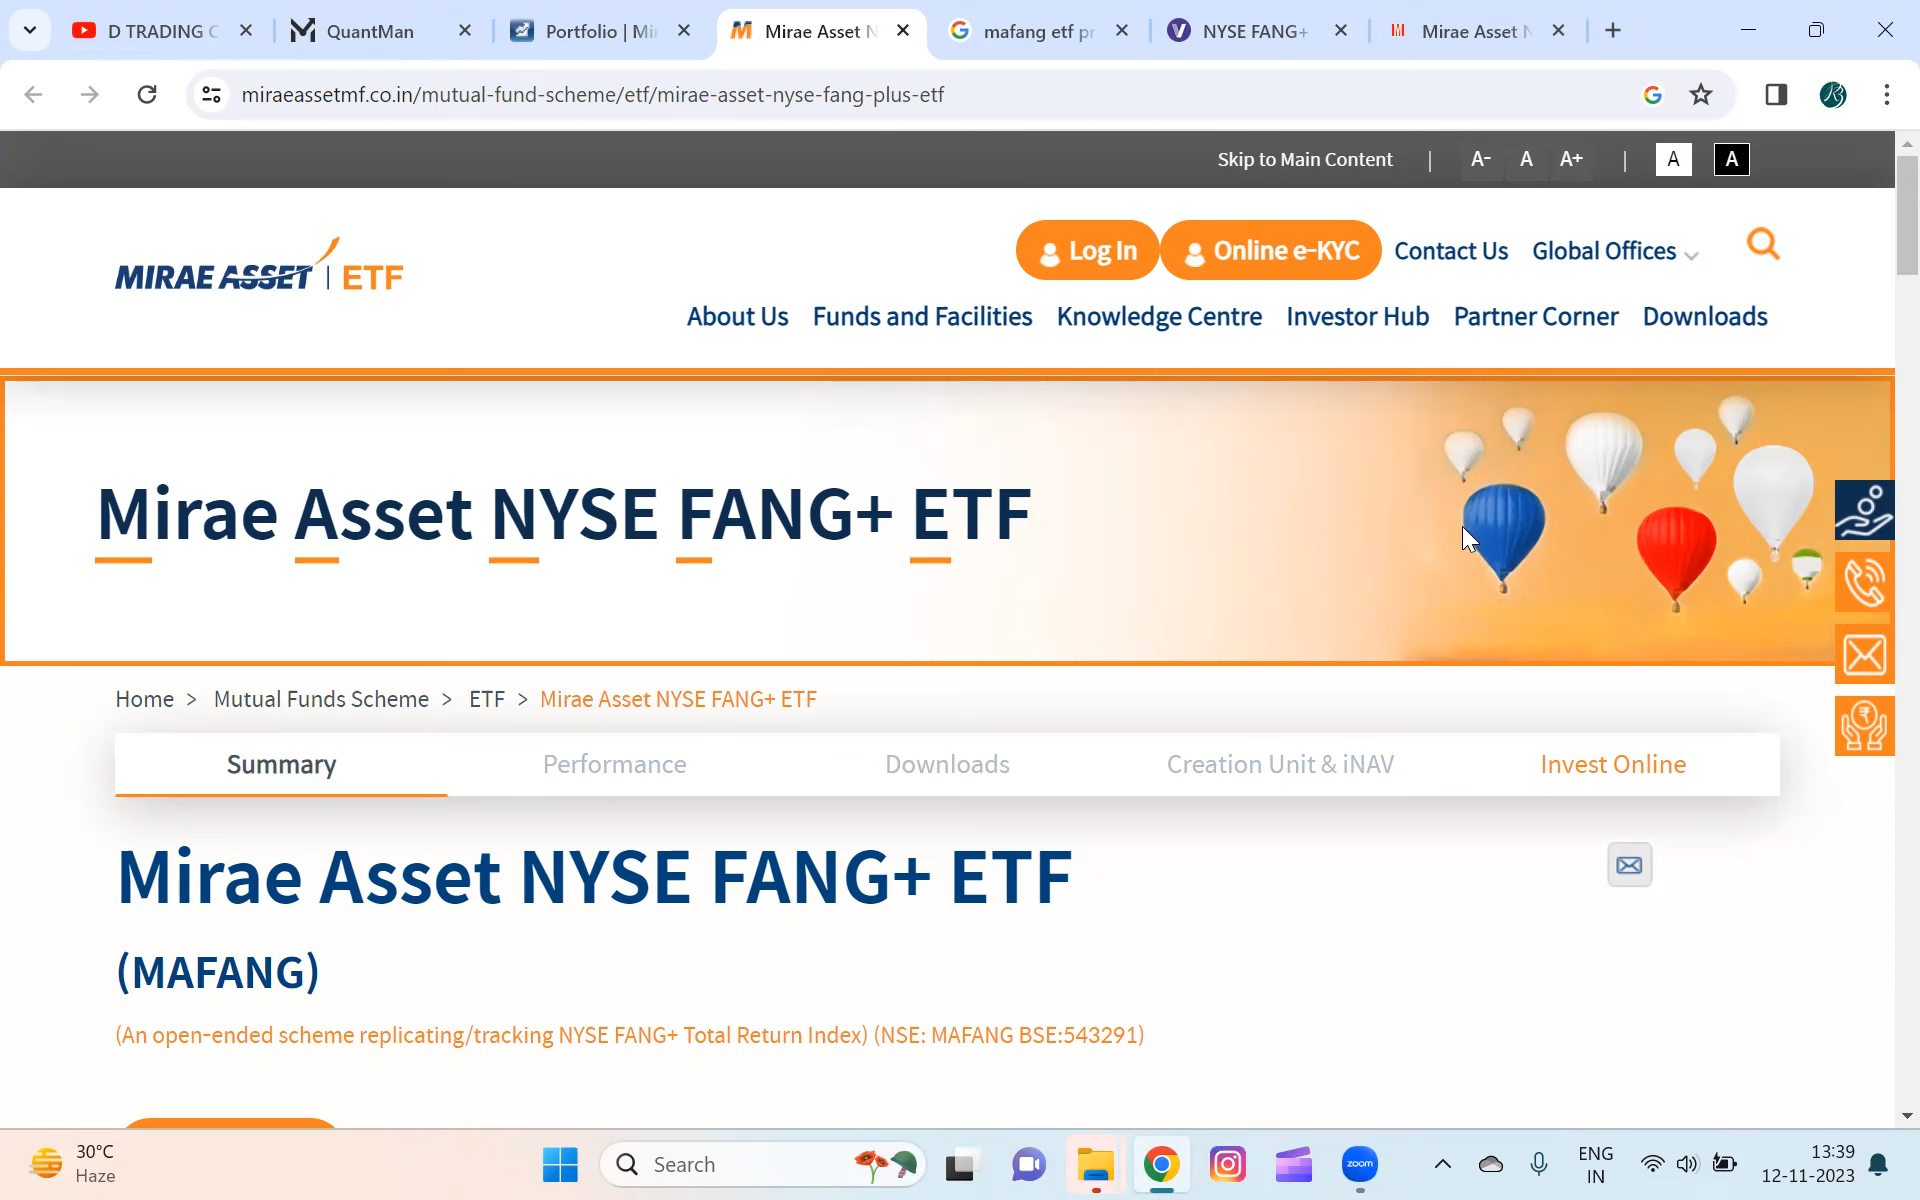 D TRADING
QuantMan
Portfolio | Mi
Mirae Asset N
mafang etf pr
NYSE FANG+
Mirae Asset N
miraeassetmf.co.in/mutual-fund-scheme/etf/mirae-asset-nyse-fang-plus-etf
Skip to Main Content | A- A A+ | A A
MIRAE ASSET | ETF
Log In Online e-KYC Contact Us Global Offices
About Us Funds and Facilities Knowledge Centre Investor Hub Partner Corner Downloads
Mirae Asset NYSE FANG+ ETF
Home > Mutual Funds Scheme > ETF > Mirae Asset NYSE FANG+ ETF
Summary Performance Downloads Creation Unit & iNAV Invest Online
Mirae Asset NYSE FANG+ ETF
(MAFANG)
(An open-ended scheme replicating/tracking NYSE FANG+ Total Return Index) (NSE: MAFANG BSE:543291)
30°C
Haze
Search
zoom
ENG
IN
13:39
12-11-2023